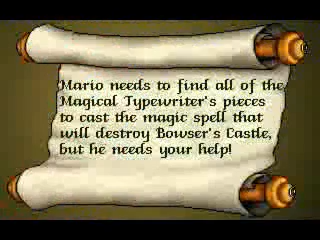 Mario needs to find all of the
Magical Typewriter's pieces
to cast the magic spell that
will destroy Bowser's Castle,
but he needs your help!